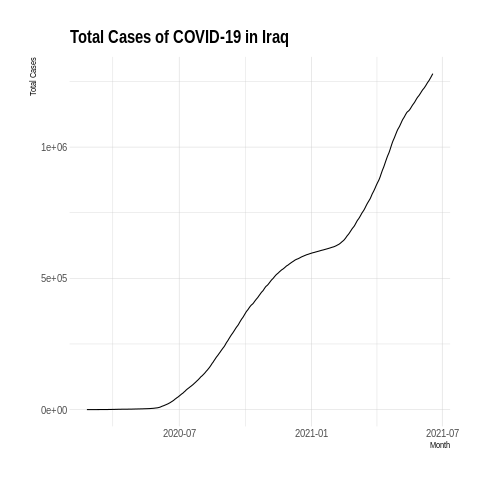 Total Cases of COVID-19 in Iraq
Total Cases
1e+06
5e+05
0e+00
2020-07
2021-01
2021-07
Month